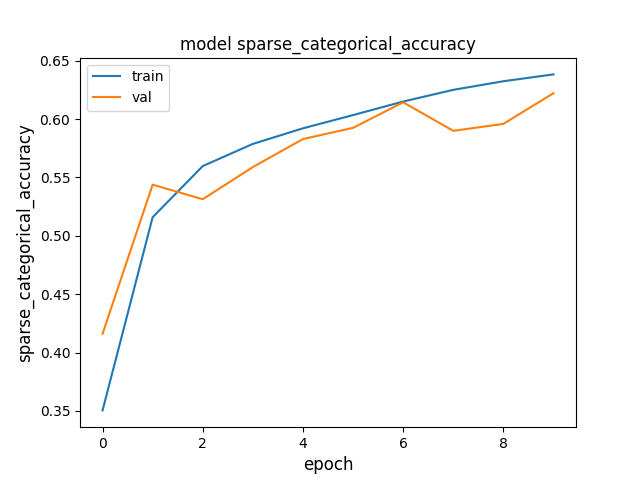 model sparse_categorical_accuracy
train
val
sparse_categorical_accuracy
0.65
0.60
0.55
0.50
0.45
0.40
0.35
0 2 4 6 8
epoch